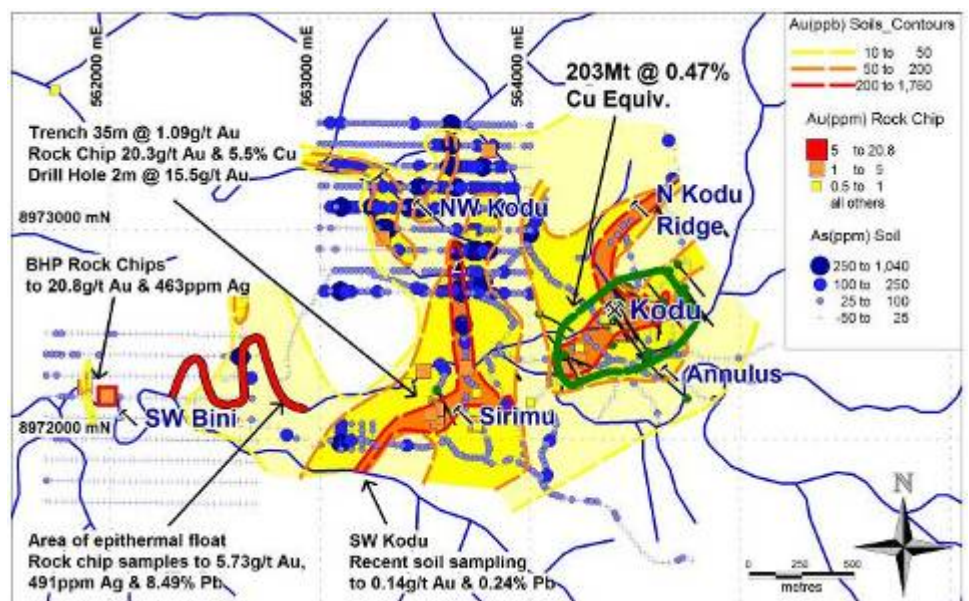 562000 mE
563000 mE
564000 mE
8973000 mN
8972000 mN
Trench 35m @ 1.09g/t Au
Rock Chip 20.3g/t Au & 5.5% Cu
Drill Hole 2m @ 15.5g/t Au
203Mt @ 0.47%
Cu Equiv.
NW Kodu
N Kodu
Ridge
BHP Rock Chips
to 20.8g/t Au & 463ppm Ag
Kodu
Annulus
SW Bini
Sirimu
Area of epithermal float
Rock chip samples to 5.73g/t Au,
491ppm Ag & 8.49% Pb
SW Kodu
Recent soil sampling
to 0.14g/t Au & 0.24% Pb
Au(ppb) Soils_Contours
10 to 50
50 to 200
200 to 1,760
Au(ppm) Rock Chip
5 to 20.8
1 to 5
0.5 to 1
all others
As(ppm) Soil
250 to 1,040
100 to 250
25 to 100
-50 to 25
N
0 250 500
metres